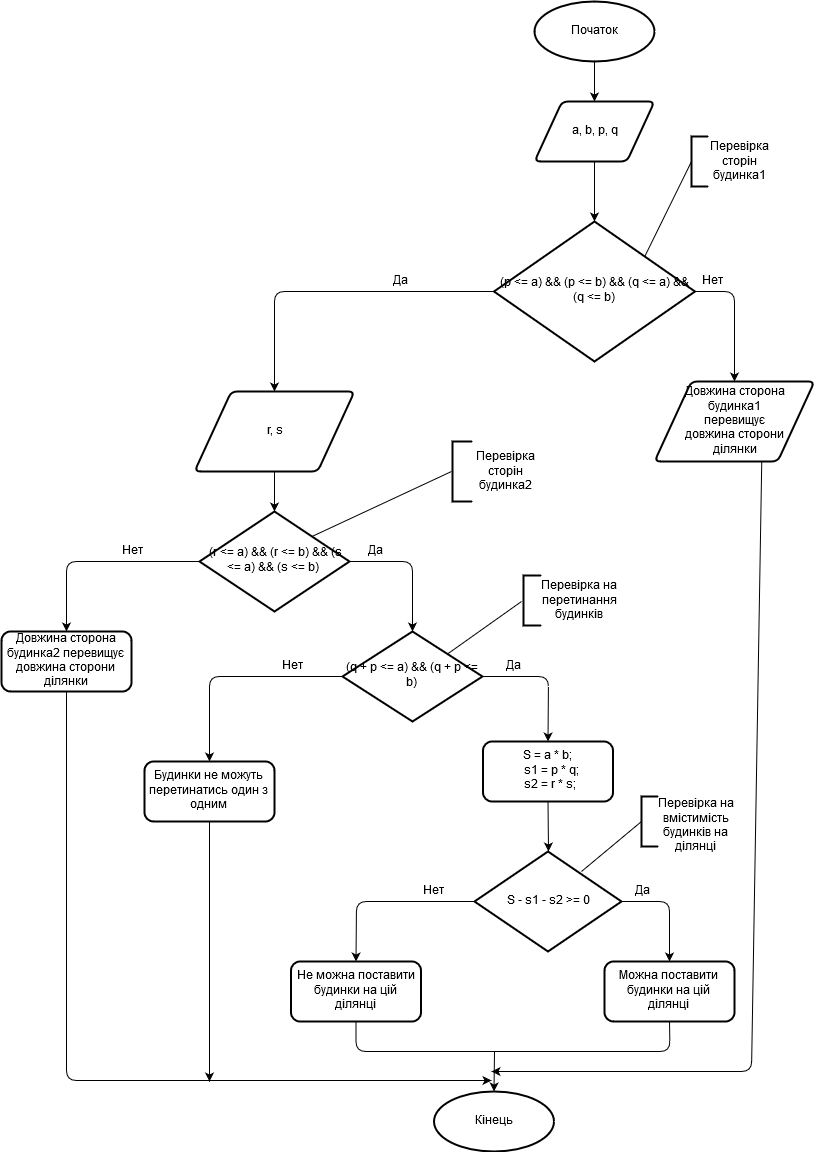 Початок
a, b, p, q
Перевірка
сторін
будинка1
(p <= a) && (p <= b) && (q <= a) &&
(q <= b)
Да
Нет
Довжина сторона
будинка1
перевищує
довжина сторони
ділянки
r, s
Перевірка
сторін
будинка2
(r <= a) && (r <= b) && (s
<= a) && (s <= b)
Нет
Да
Довжина сторона
будинка2 перевищує
довжина сторони
ділянки
Перевірка на
перетинання
будинків
(q + p <= a) && (q + p <=
b)
Нет
Да
Будинки не можуть
перетинатись один з
одним
S = a * b;
s1 = p * q;
s2 = r * s;
Перевірка на
вмістимість
будинків на
ділянці
S - s1 - s2 >= 0
Нет
Да
Не можна поставити
будинки на цій
ділянці
Можна поставити
будинки на цій
ділянці
Кінець